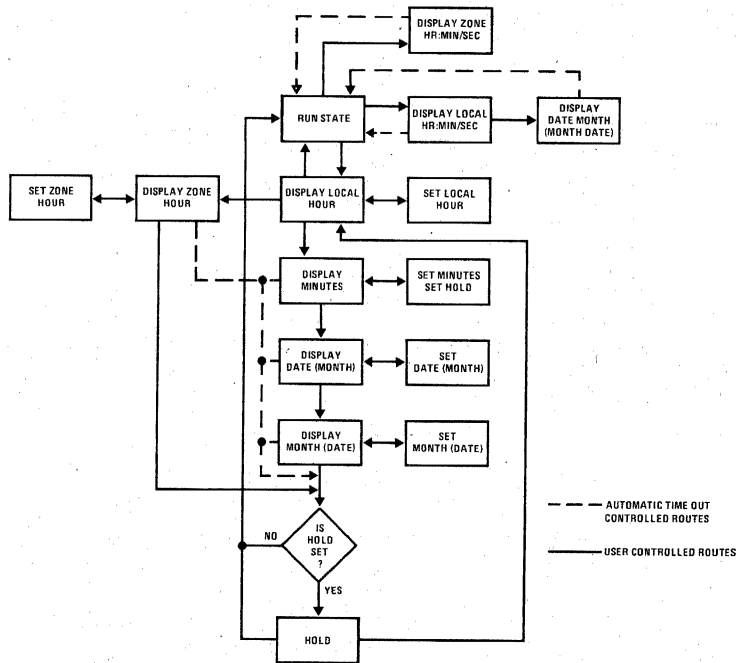 DISPLAY ZONE
HR:MIN/SEC
RUN STATE
DISPLAY LOCAL
HR:MIN/SEC
DISPLAY
DATE MONTH
(MONTH DATE)
SET ZONE
HOUR
DISPLAY ZONE
HOUR
DISPLAY LOCAL
HOUR
SET LOCAL
HOUR
DISPLAY
MINUTES
SET MINUTES
SET HOLD
DISPLAY
DATE (MONTH)
SET
DATE (MONTH)
DISPLAY
MONTH (DATE)
SET
MONTH (DATE)
AUTOMATIC TIME OUT
CONTROLLED ROUTES
NO
IS
HOLD
SET
?
USER CONTROLLED ROUTES
YES
HOLD